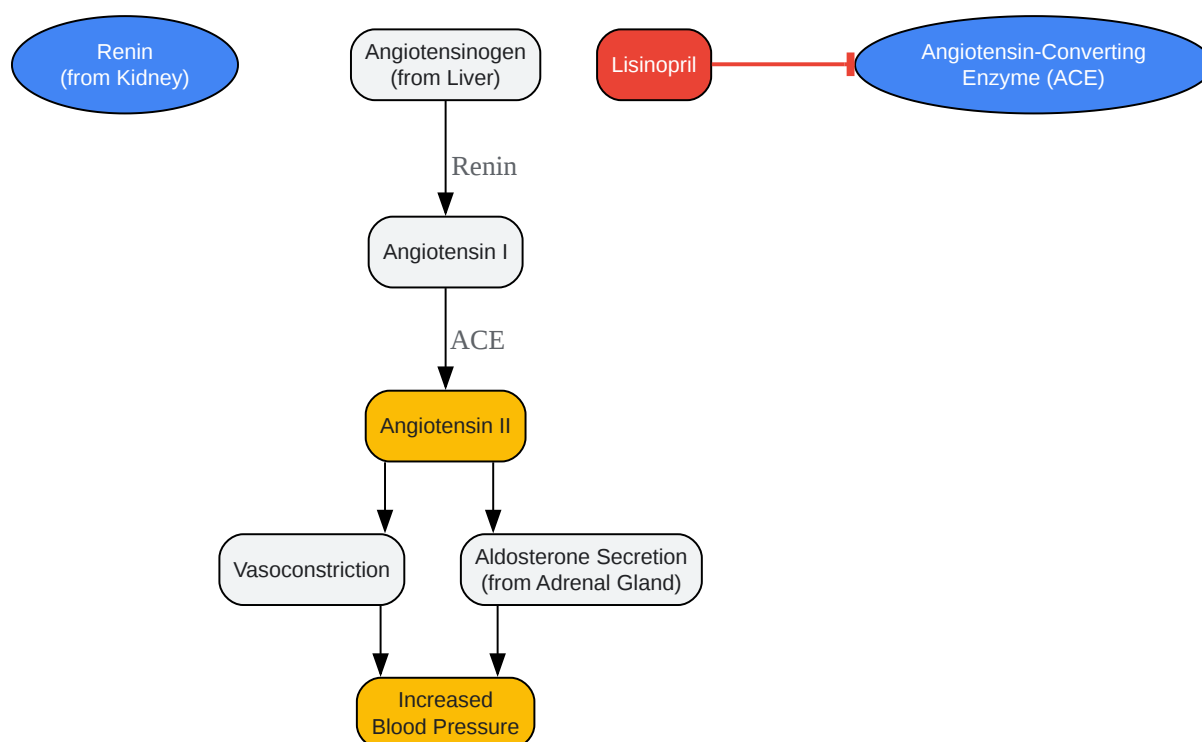 Renin
(from Kidney)
Angiotensinogen
(from Liver)
Lisinopril
Angiotensin-Converting
Enzyme (ACE)
Renin
Angiotensin I
ACE
Angiotensin II
Vasoconstriction
Aldosterone Secretion
(from Adrenal Gland)
Increased
Blood Pressure